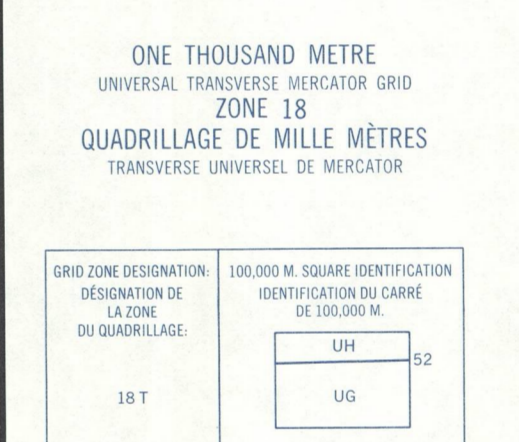 ONE THOUSAND METRE
UNIVERSAL TRANSVERSE MERCATOR GRID
ZONE 18
QUADRILLAGE DE MILLE MÈTRES
TRANSVERSE UNIVERSEL DE MERCATOR
GRID ZONE DESIGNATION:
DÉSIGNATION DE
LA ZONE
DU QUADRILLAGE:
18 T
100,000 M. SQUARE IDENTIFICATION
IDENTIFICATION DU CARRÉ
DE 100,000 M.
UH
52
UG